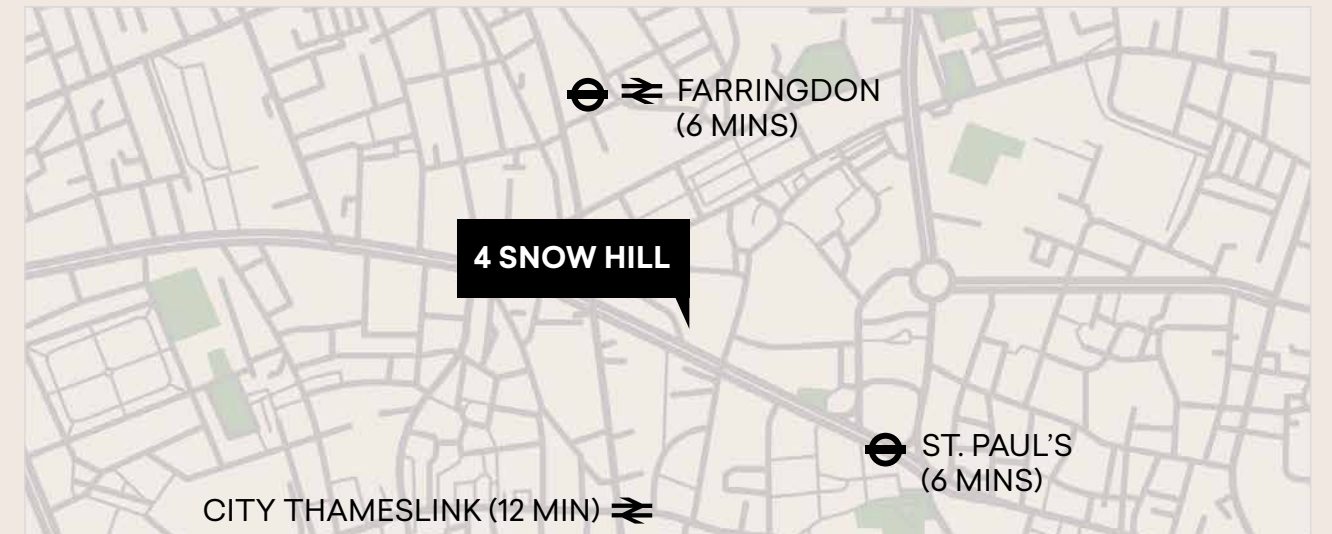 FARRINGDON
(6 MINS)
4 SNOW HILL
ST. PAUL'S
(6 MINS)
CITY THAMESLINK (12 MIN)